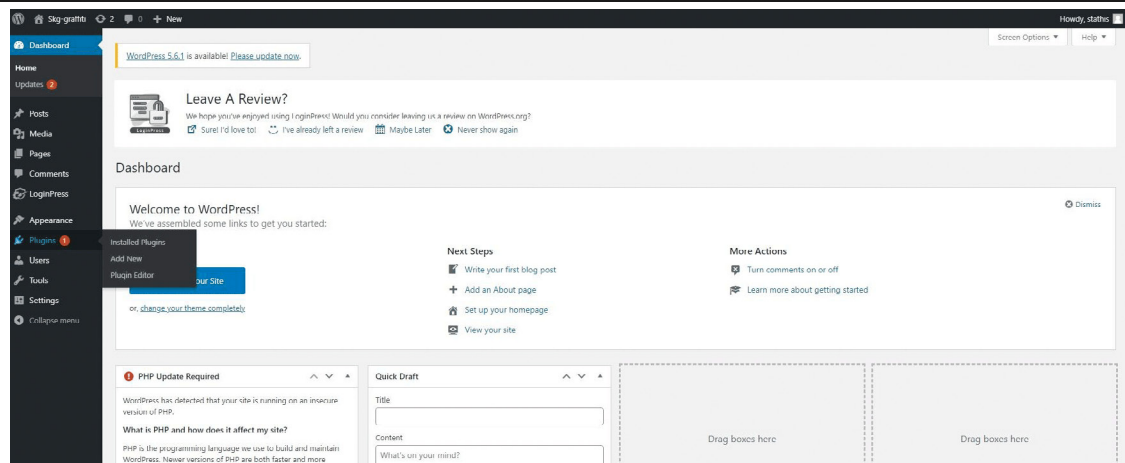 Skg-graffiti 2 0 + New
Howdy, stathis
Dashboard
Home
Updates 2
Posts
Media
Pages
Comments
LoginPress
Appearance
Plugins 1
Users
Tools
Settings
Collapse menu
Installed Plugins
Add New
Plugin Editor
Screen Options ▼
Help ▼
WordPress 5.6.1 is available! Please update now.
LoginPress
Leave A Review?
We hope you've enjoyed using LoginPress! Would you consider leaving us a review on WordPress.org?
Sure! I'd love to! I've already left a review Maybe Later Never show again
Dashboard
Welcome to WordPress!
We've assembled some links to get you started:
Dismiss
our Site
or, change your theme completely
Next Steps
Write your first blog post
Add an About page
Set up your homepage
View your site
More Actions
Turn comments on or off
Learn more about getting started
PHP Update Required
WordPress has detected that your site is running on an insecure
version of PHP.
What is PHP and how does it affect my site?
PHP is the programming language we use to build and maintain
WordPress. Newer versions of PHP are both faster and more
Quick Draft
Title
Content
What's on your mind?
Drag boxes here
Drag boxes here